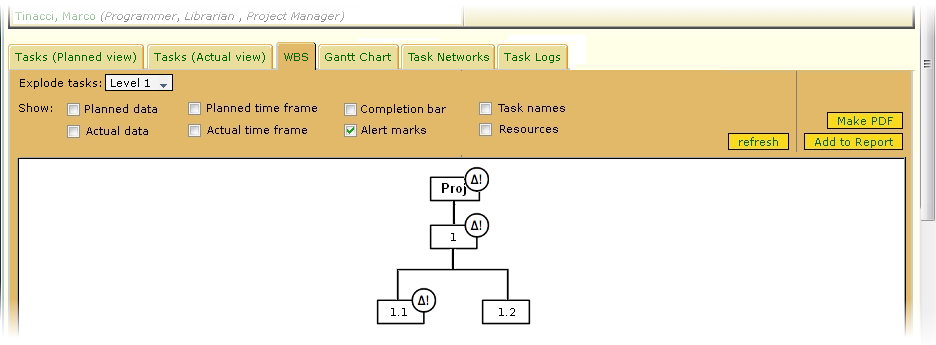 Tinacci, Marco (Programmer, Librarian , Project Manager)
Tasks (Planned view) Tasks (Actual view) WBS Gantt Chart Task Networks Task Logs
Explode tasks: Level 1
Show: Planned data Planned time frame Completion bar Task names
Actual data Actual time frame Alert marks Resources
Make PDF
refresh Add to Report
Proj Δ!
1 Δ!
1.1 Δ! 1.2